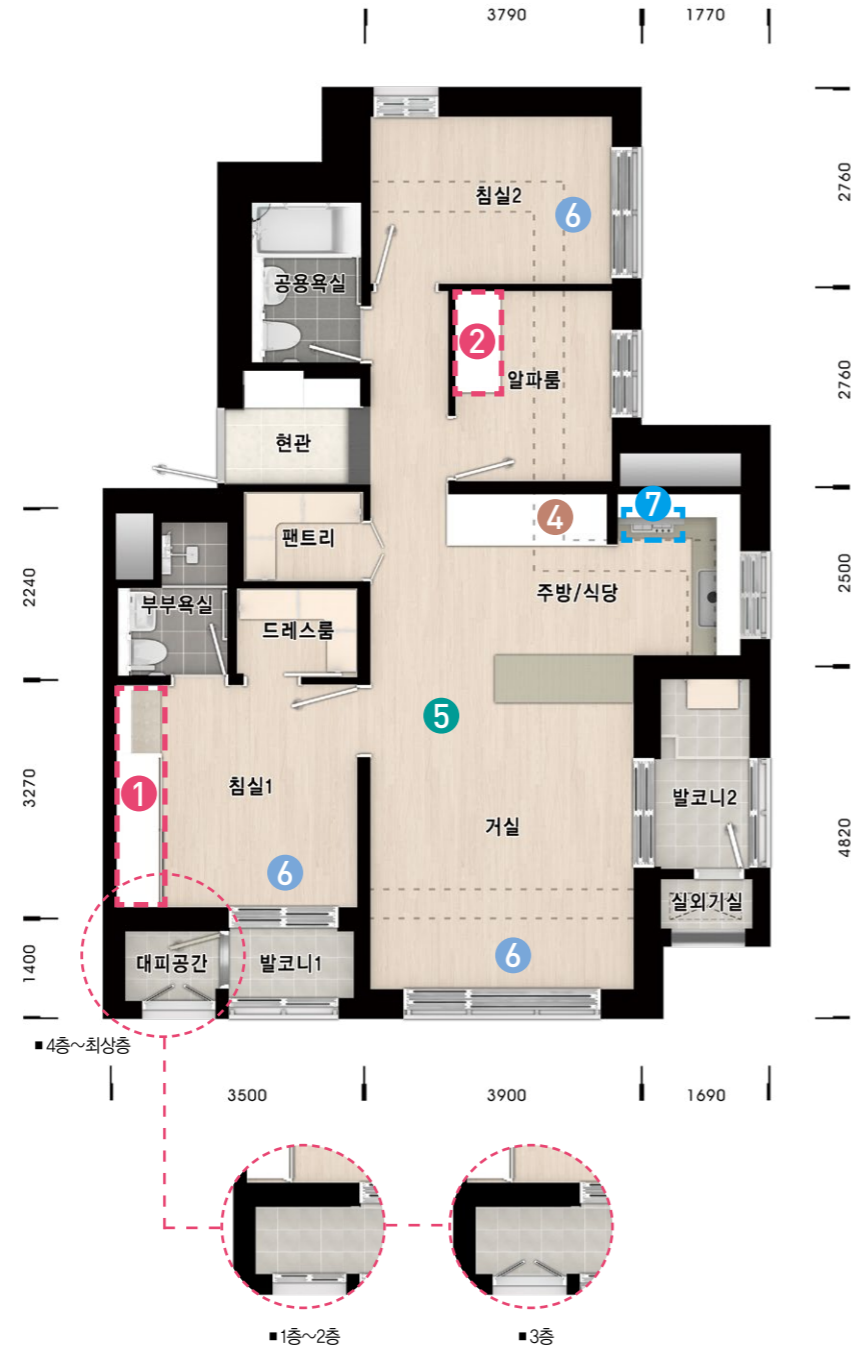 3790
1770
2760
침실2
6
공용욕실
2
알파룸
2760
현관
4
7
팬트리
2240
2500
주방/식당
부부욕실
드레스룸
5
3270
1
침실1
발코니2
거실
4820
6
실외기실
1400
대피공간
발코니1
6
■ 4층~최상층
3500
3900
1690
■ 1층~2층
■ 3층